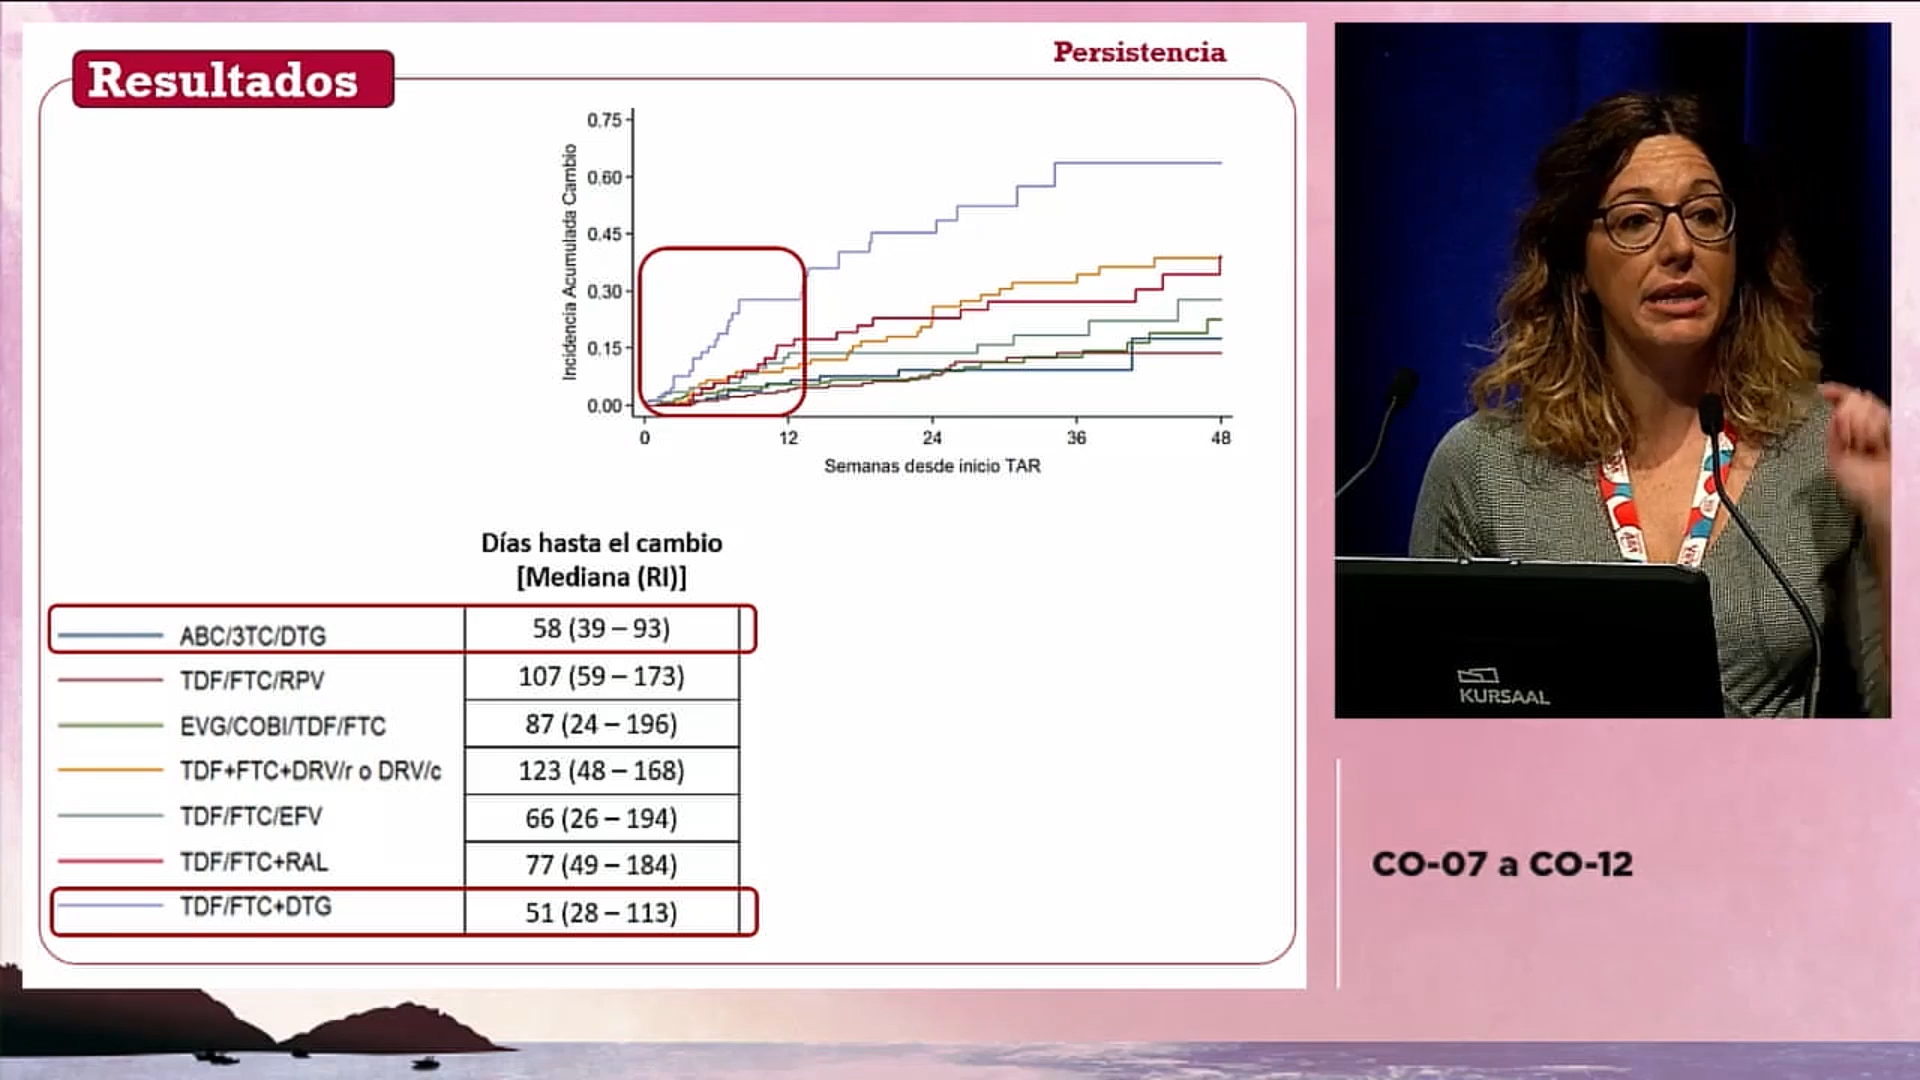 Persistencia
Resultados
Incidencia Acumulada Cambio
0.75
0.60
0.45
0.30
0.15
0.00
0 12 24 36 48
Semanas desde inicio TAR
Días hasta el cambio
[Mediana (RI)]
ABC/3TC/DTG 58 (39 – 93)
TDF/FTC/RPV 107 (59 – 173)
EVG/COBI/TDF/FTC 87 (24 – 196)
TDF+FTC+DRV/r o DRV/c 123 (48 – 168)
TDF/FTC/EFV 66 (26 – 194)
TDF/FTC+RAL 77 (49 – 184)
TDF/FTC+DTG 51 (28 – 113)
KURSAAL
CO-07 a CO-12